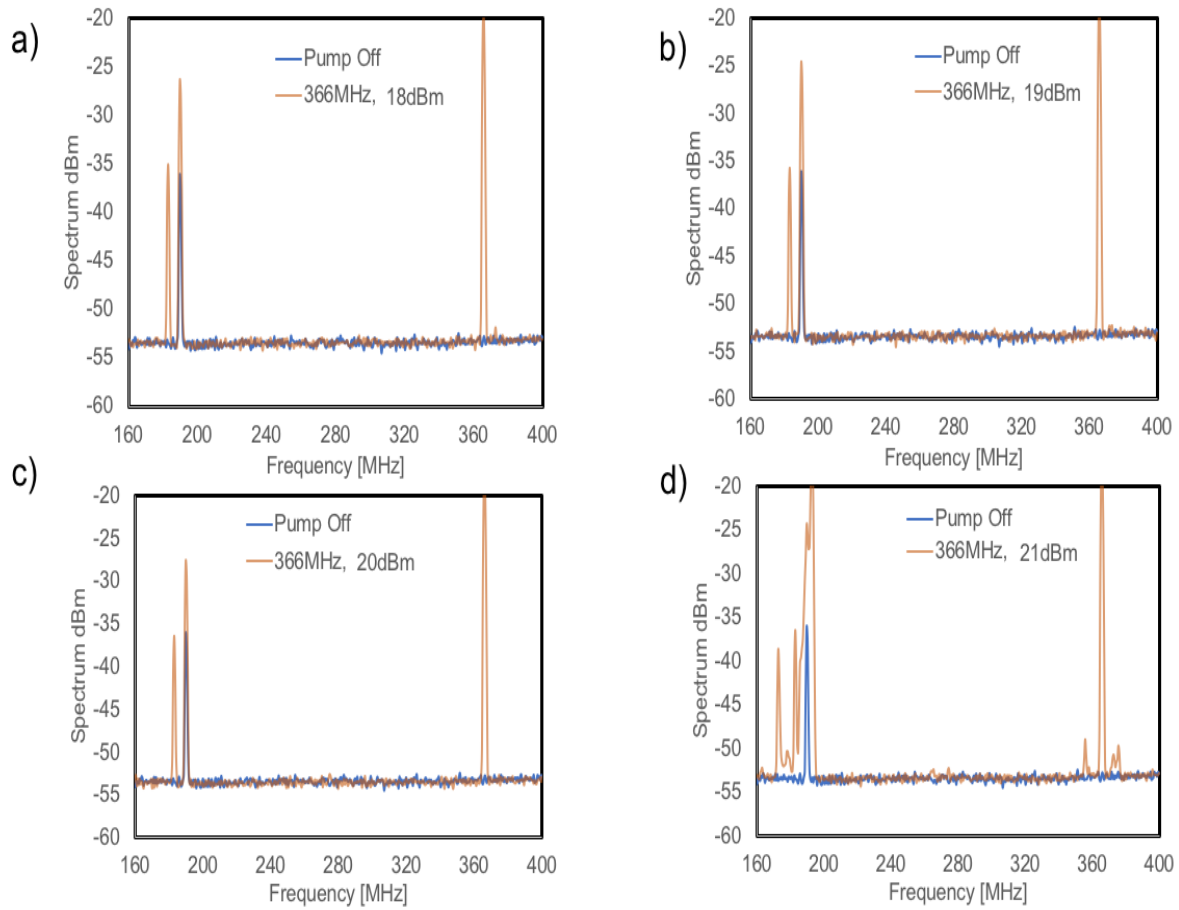 a)
Pump Off
366MHz, 18dBm
Spectrum dBm
-20
-25
-30
-35
-40
-45
-50
-55
-60
160 200 240 280 320 360 400
Frequency [MHz]
b)
Pump Off
366MHz, 19dBm
Spectrum dBm
-20
-25
-30
-35
-40
-45
-50
-55
-60
160 200 240 280 320 360 400
Frequency [MHz]
c)
Pump Off
366MHz, 20dBm
Spectrum dBm
-20
-25
-30
-35
-40
-45
-50
-55
-60
160 200 240 280 320 360 400
Frequency [MHz]
d)
Pump Off
366MHz, 21dBm
Spectrum dBm
-20
-25
-30
-35
-40
-45
-50
-55
-60
160 200 240 280 320 360 400
Frequency [MHz]